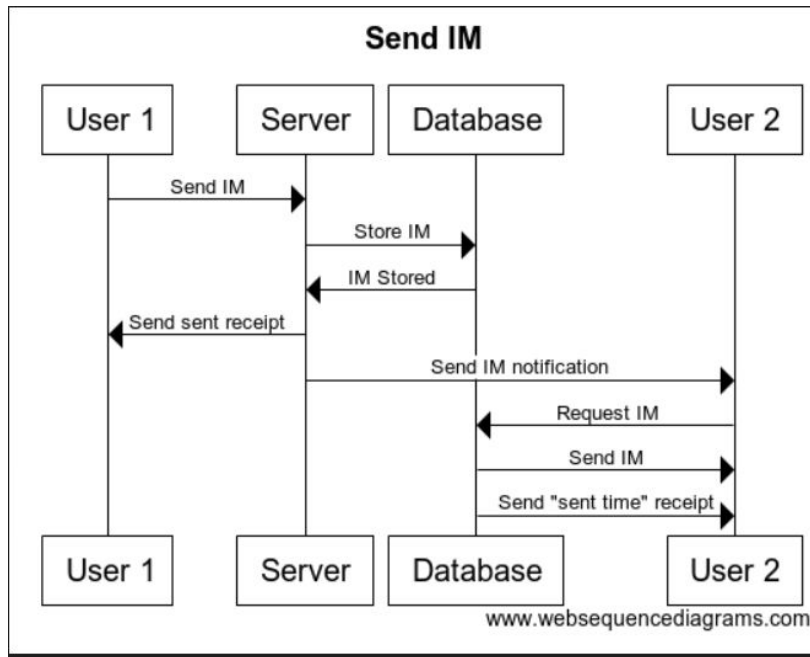 Send IM
User 1
Server
Database
User 2
Send IM
Store IM
IM Stored
Send sent receipt
Send IM notification
Request IM
Send IM
Send "sent time" receipt
User 1
Server
Database
User 2
www.websequencediagrams.com